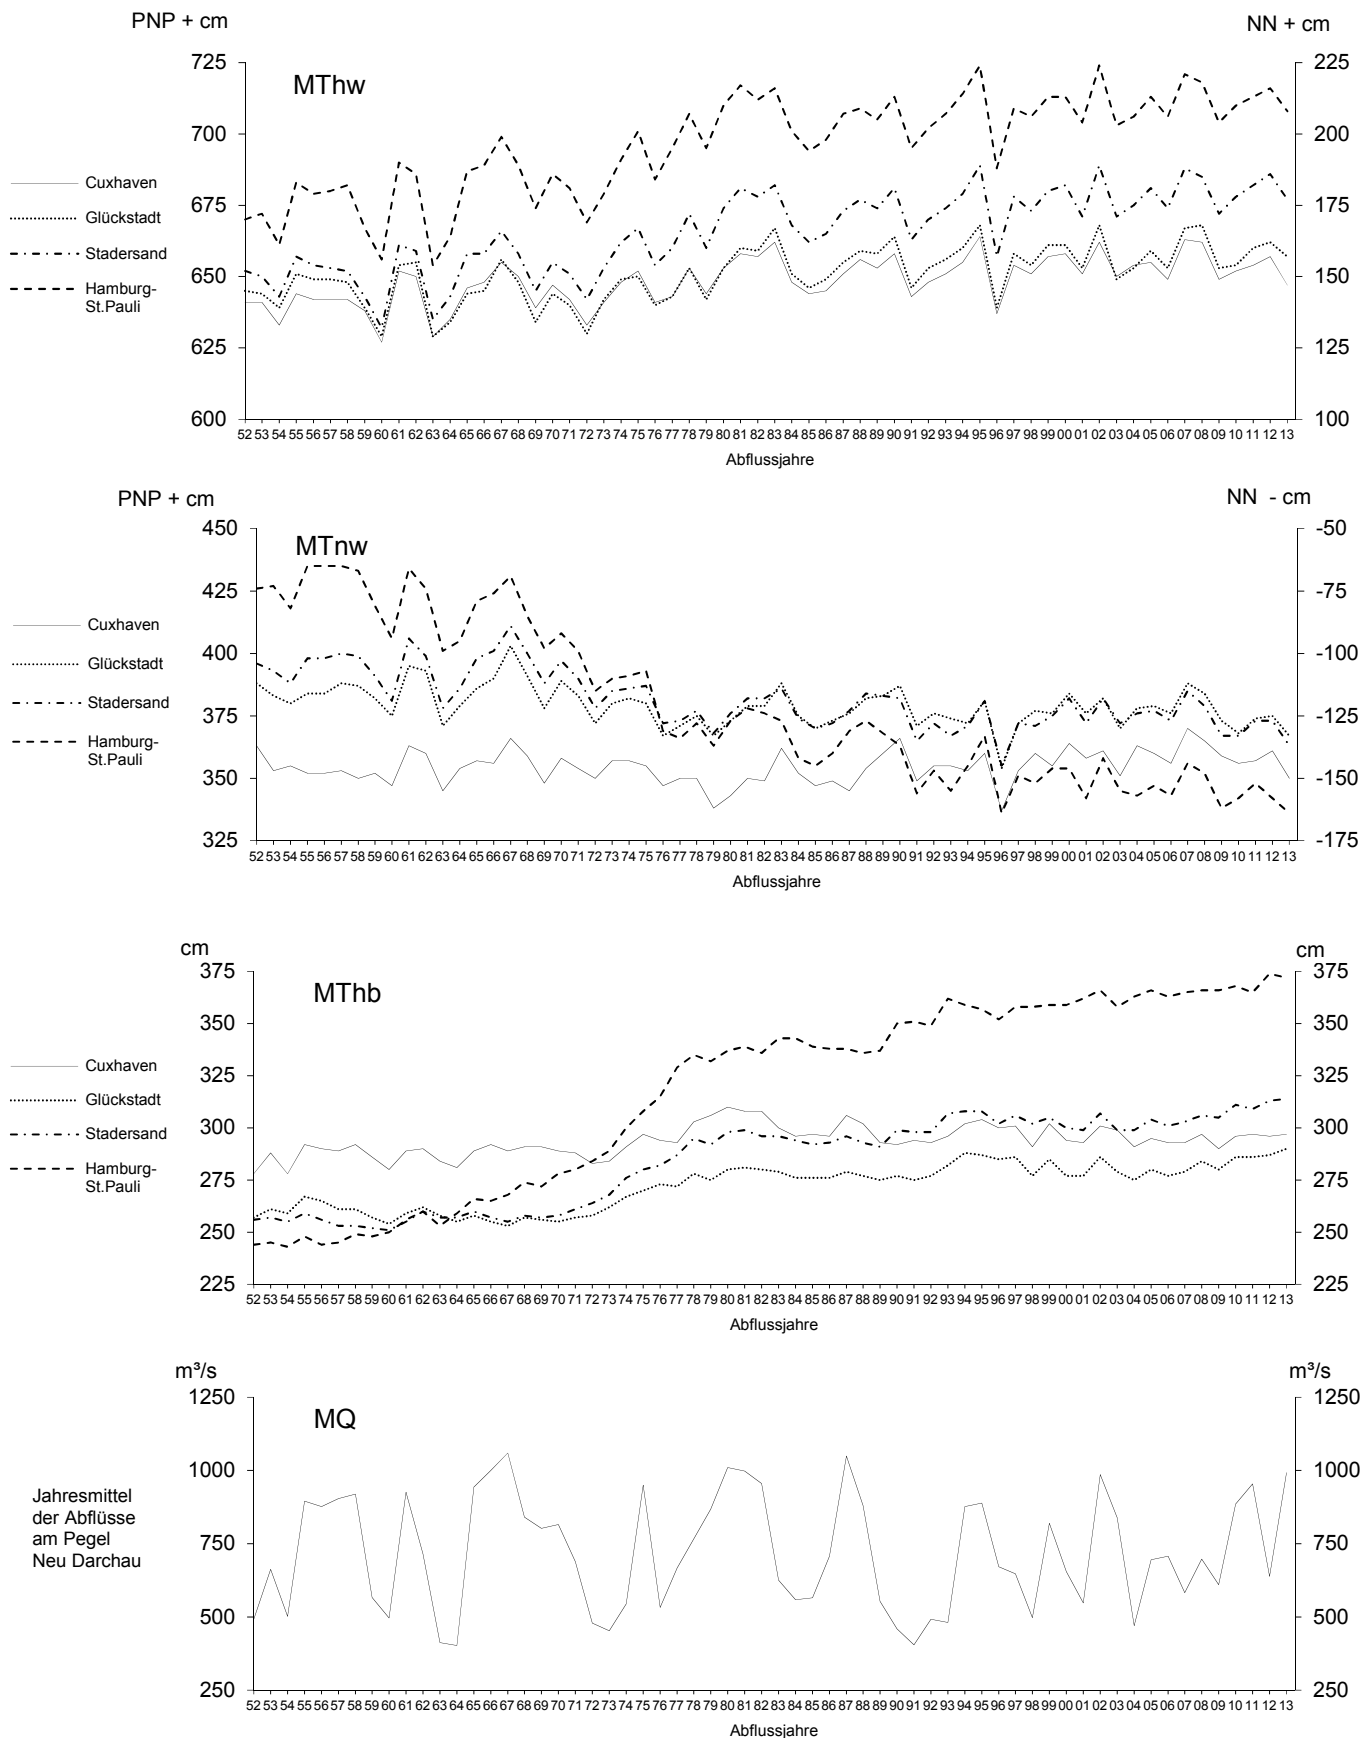 PNP + cm
NN + cm
MThw
725
700
675
650
625
600
225
200
175
150
125
100
Cuxhaven
Glückstadt
Stadersand
Hamburg-
St.Pauli
52 53 54 55 56 57 58 59 60 61 62 63 64 65 66 67 68 69 70 71 72 73 74 75 76 77 78 79 80 81 82 83 84 85 86 87 88 89 90 91 92 93 94 95 96 97 98 99 00 01 02 03 04 05 06 07 08 09 10 11 12 13
Abflussjahre
PNP + cm
NN - cm
MTnw
450
425
400
375
350
325
-50
-75
-100
-125
-150
-175
Cuxhaven
Glückstadt
Stadersand
Hamburg-
St.Pauli
52 53 54 55 56 57 58 59 60 61 62 63 64 65 66 67 68 69 70 71 72 73 74 75 76 77 78 79 80 81 82 83 84 85 86 87 88 89 90 91 92 93 94 95 96 97 98 99 00 01 02 03 04 05 06 07 08 09 10 11 12 13
Abflussjahre
cm
cm
MThb
375
350
325
300
275
250
225
375
350
325
300
275
250
225
Cuxhaven
Glückstadt
Stadersand
Hamburg-
St.Pauli
52 53 54 55 56 57 58 59 60 61 62 63 64 65 66 67 68 69 70 71 72 73 74 75 76 77 78 79 80 81 82 83 84 85 86 87 88 89 90 91 92 93 94 95 96 97 98 99 00 01 02 03 04 05 06 07 08 09 10 11 12 13
Abflussjahre
m³/s
m³/s
MQ
1250
1000
750
500
250
1250
1000
750
500
250
Jahresmittel
der Abflüsse
am Pegel
Neu Darchau
52 53 54 55 56 57 58 59 60 61 62 63 64 65 66 67 68 69 70 71 72 73 74 75 76 77 78 79 80 81 82 83 84 85 86 87 88 89 90 91 92 93 94 95 96 97 98 99 00 01 02 03 04 05 06 07 08 09 10 11 12 13
Abflussjahre